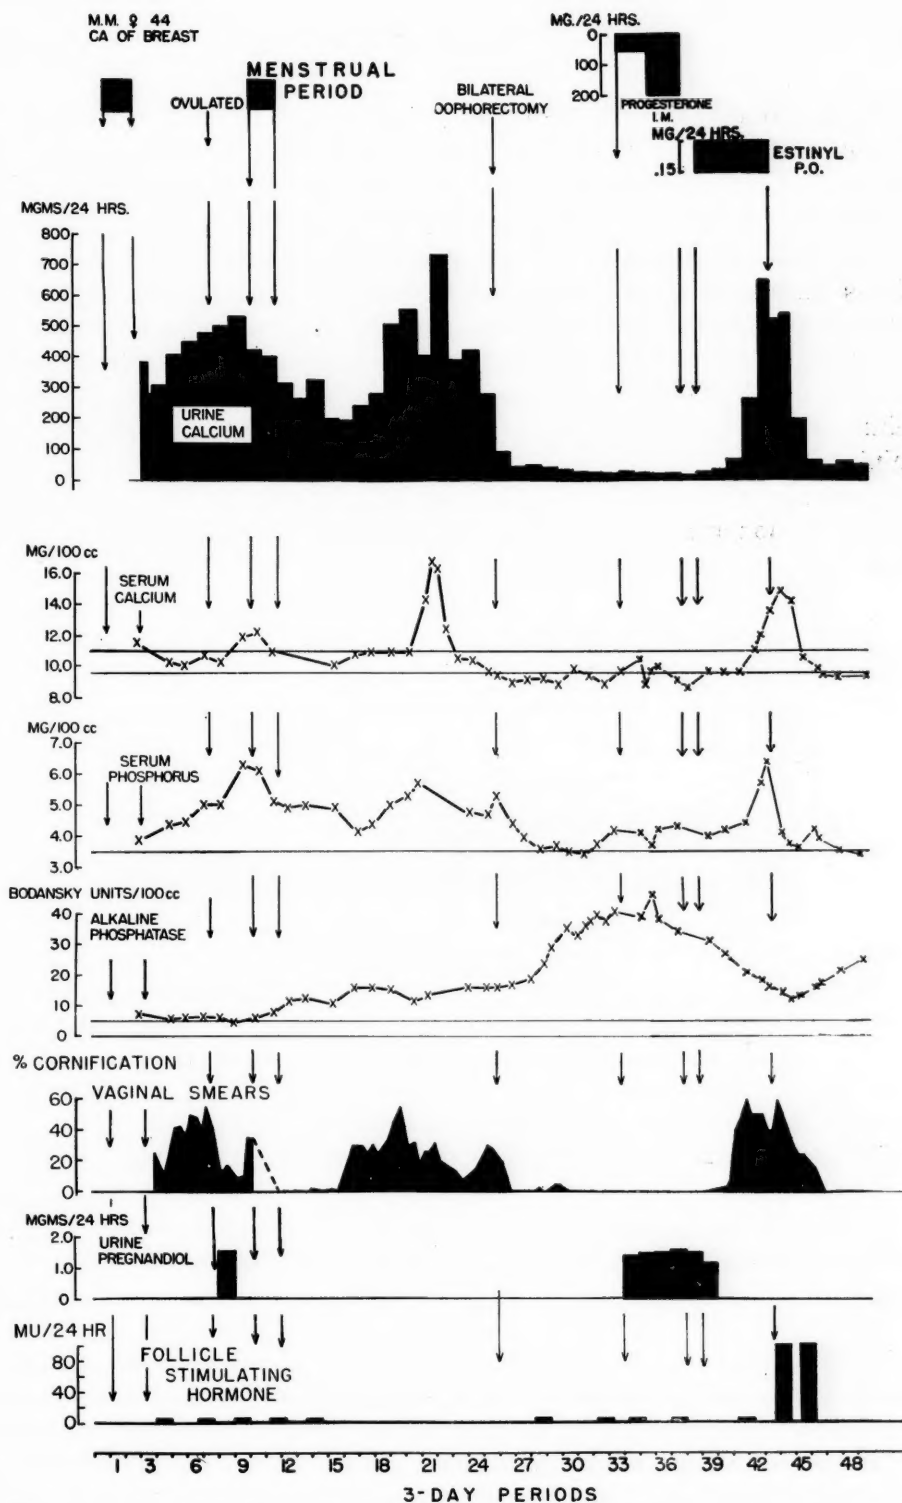 M.M. ♀ 44
CA OF BREAST
OVULATED
MENSTRUAL
PERIOD
BILATERAL
OOPHORECTOMY
MG./24 HRS.
0
100
200
PROGESTERONE
I.M.
MG/24 HRS.
.15
ESTINYL
P.O.
MGMS/24 HRS.
800
700
600
500
400
300
200
100
0
URINE
CALCIUM
MG/100 cc
16.0
14.0
12.0
10.0
8.0
SERUM
CALCIUM
MG/100 cc
7.0
6.0
5.0
4.0
3.0
SERUM
PHOSPHORUS
BODANSKY UNITS/100cc
40
30
20
10
0
ALKALINE
PHOSPHATASE
% CORNIFICATION
VAGINAL SMEARS
60
40
20
0
MGMS/24 HRS
2.0
1.0
0
URINE
PREGNANDIOL
MU/24 HR
80
40
0
FOLLICLE
STIMULATING
HORMONE
1 3 6 9 12 15 18 21 24 27 30 33 36 39 42 45 48
3-DAY PERIODS